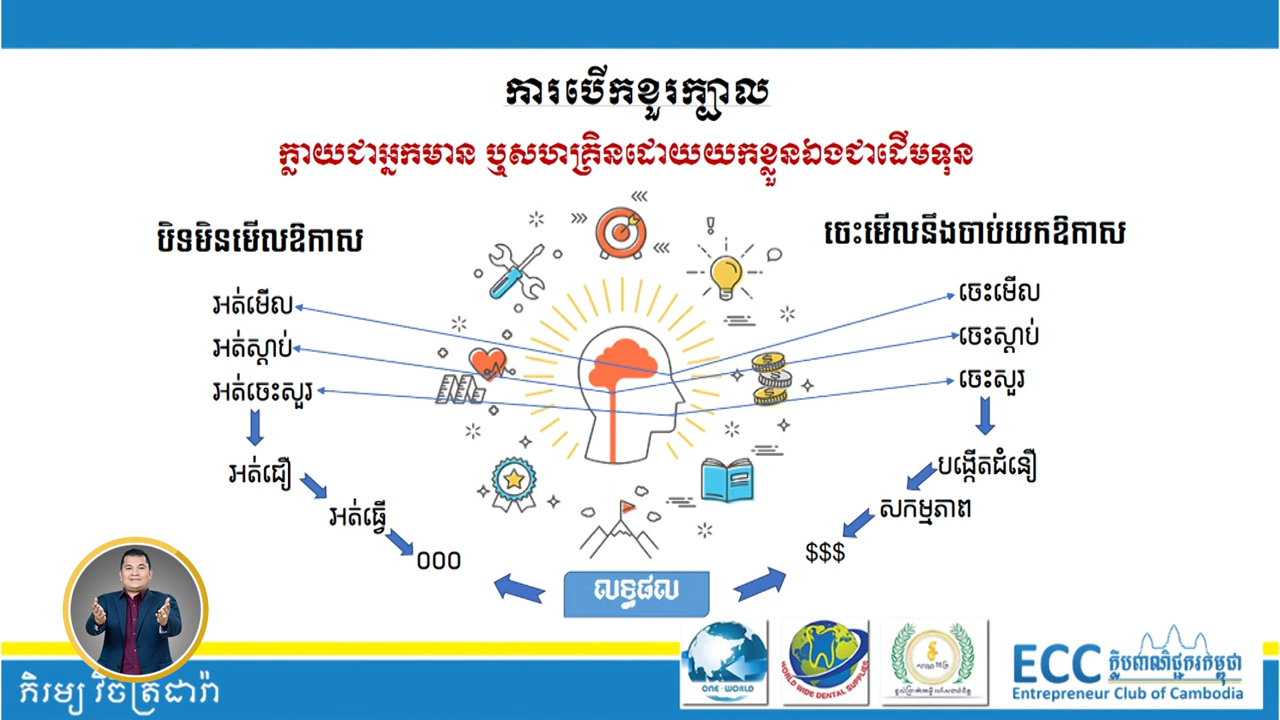 ការបើកខួរក្បាល
ក្លាយជាអ្នកមាន ឬសហគ្រិនដោយយកខ្លួនឯងជាដើមទុន
បិទមិនមើលឱកាស
អត់មើល
អត់ស្តាប់
អត់ចេះសួរ
អត់ជឿ
អត់ធ្វើ
000
ចេះមើលនឹងចាប់យកឱកាស
ចេះមើល
ចេះស្តាប់
ចេះសួរ
បង្កើតជំនឿ
សកម្មភាព
$$$
លទ្ធផល
ភិរម្យ វិចិត្រដារ៉ា
ONE-WORLD
WORLD WIDE DENTAL SUPPLIES
ECC ក្លិបពាណិជ្ជករកម្ពុជា
Entrepreneur Club of Cambodia